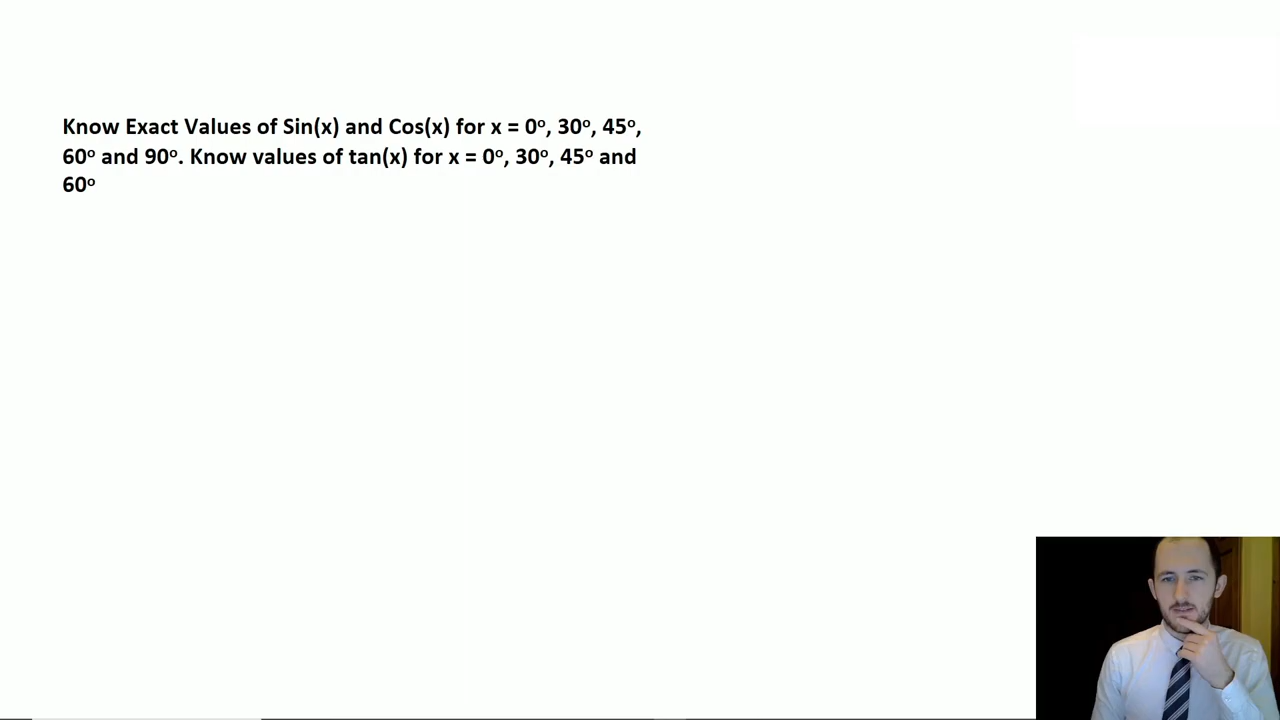 Know Exact Values of Sin(x) and Cos(x) for x = 0º, 30º, 45º,
60º and 90º. Know values of tan(x) for x = 0º, 30º, 45º and
60º